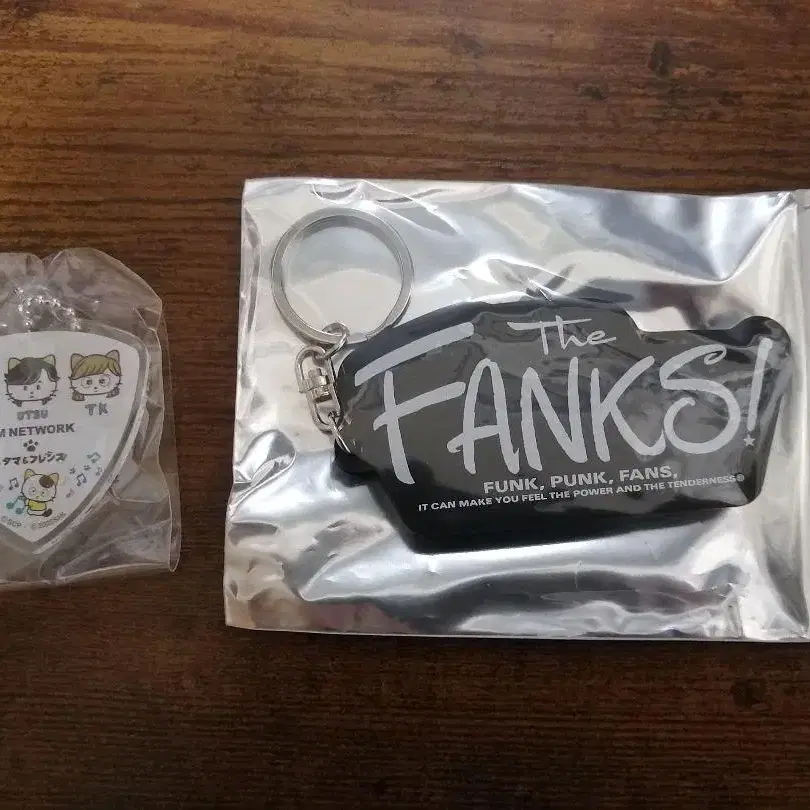 UTSU
TK
M NETWORK
タマ&フレンズ
©SCP
The
FANKS!
FUNK, PUNK, FANS,
IT CAN MAKE YOU FEEL THE POWER AND THE TENDERNESS®